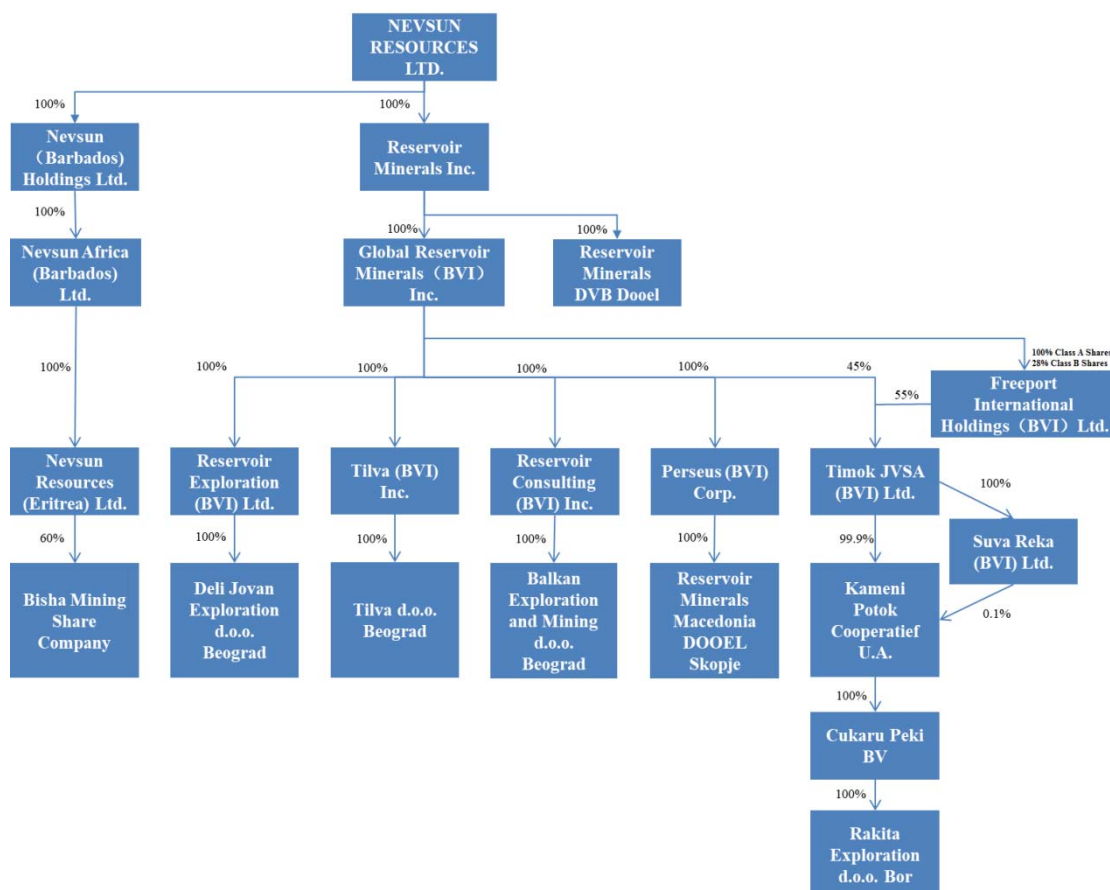 NEVSUN
RESOURCES
LTD.
100%
100%
Nevsun
（Barbados)
Holdings Ltd.
Reservoir
Minerals Inc.
100%
100%
100%
Nevsun Africa
(Barbados)
Ltd.
Global Reservoir
Minerals（BVI）
Inc.
Reservoir
Minerals
DVB Dooel
100% Class A Shares
28% Class B Shares
100%
100%
100%
100%
100%
45%
55%
Freeport
International
Holdings（BVI）Ltd.
Nevsun
Resources
(Eritrea) Ltd.
Reservoir
Exploration
(BVI) Ltd.
Tilva (BVI)
Inc.
Reservoir
Consulting
(BVI) Inc.
Perseus (BVI)
Corp.
Timok JVSA
(BVI) Ltd.
100%
60%
100%
100%
100%
100%
99.9%
Suva Reka
(BVI) Ltd.
0.1%
Bisha Mining
Share
Company
Deli Jovan
Exploration
d.o.o.
Beograd
Tilva d.o.o.
Beograd
Balkan
Exploration
and Mining
d.o.o.
Beograd
Reservoir
Minerals
Macedonia
DOOEL
Skopje
Kameni
Potok
Cooperatief
U.A.
100%
Cukaru Peki
BV
100%
Rakita
Exploration
d.o.o. Bor